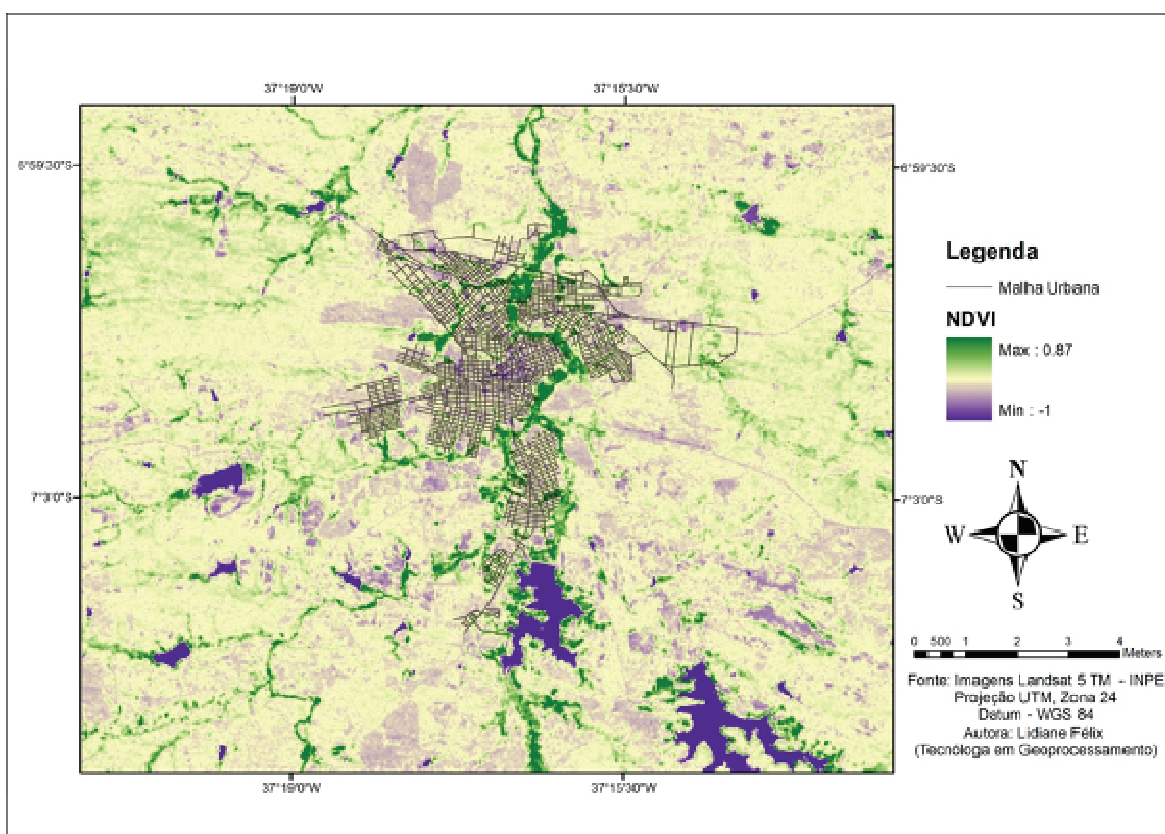 37°19'0"W
37°15'30"W
6°59'30"S
6°59'30"S
Legenda
Malha Urbana
NDVI
Max : 0,87
Min : -1
7°3'0"S
7°3'0"S
N
W
E
S
0 500 1 2 3 4
Meters
Fonte: Imagens Landsat 5 TM - INPE
Projeção UTM, Zona 24
Datum - WGS 84
Autora: Lidiane Félix
(Tecnóloga em Geoprocessamento)
37°19'0"W
37°15'30"W